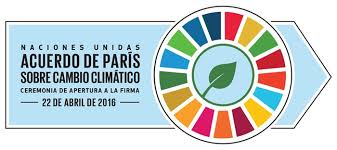 NACIONES UNIDAS
ACUERDO DE PARÍS
SOBRE CAMBIO CLIMÁTICO
CEREMONIA DE APERTURA A LA FIRMA
22 DE ABRIL DE 2016